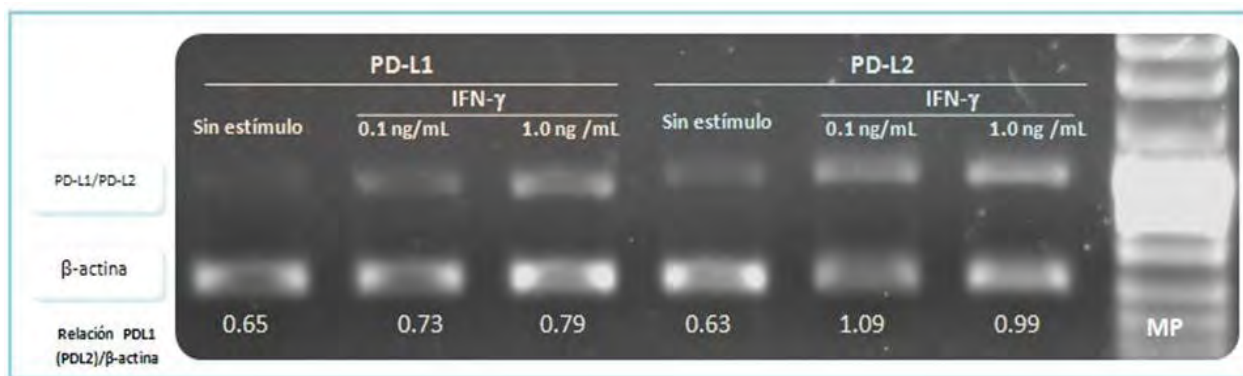 PD-L1 PD-L2
IFN-γ IFN-γ
Sin estímulo 0.1 ng/mL 1.0 ng /mL Sin estímulo 0.1 ng/mL 1.0 ng /mL
PD-L1/PD-L2
β-actina
0.65 0.73 0.79 0.63 1.09 0.99 MP
Relación PDL1
(PDL2)/β-actina